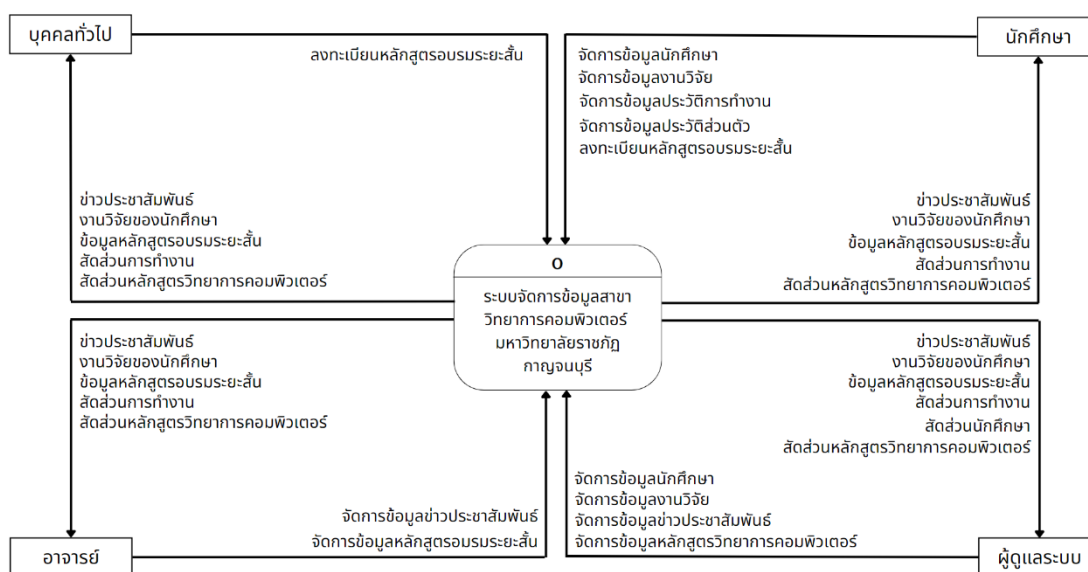 บุคคลทั่วไป
ลงทะเบียนหลักสูตรอบรมระยะสั้น
นักศึกษา
จัดการข้อมูลนักศึกษา
จัดการข้อมูลงานวิจัย
จัดการข้อมูลประวัติการทำงาน
จัดการข้อมูลประวัติส่วนตัว
ลงทะเบียนหลักสูตรอบรมระยะสั้น
ข่าวประชาสัมพันธ์
งานวิจัยของนักศึกษา
ข้อมูลหลักสูตรอบรมระยะสั้น
สัดส่วนการทำงาน
สัดส่วนหลักสูตรวิทยาการคอมพิวเตอร์
ข่าวประชาสัมพันธ์
งานวิจัยของนักศึกษา
ข้อมูลหลักสูตรอบรมระยะสั้น
สัดส่วนการทำงาน
สัดส่วนหลักสูตรวิทยาการคอมพิวเตอร์
0
ระบบจัดการข้อมูลสาขา
วิทยาการคอมพิวเตอร์
มหาวิทยาลัยราชภัฏ
กาญจนบุรี
ข่าวประชาสัมพันธ์
งานวิจัยของนักศึกษา
ข้อมูลหลักสูตรอบรมระยะสั้น
สัดส่วนการทำงาน
สัดส่วนหลักสูตรวิทยาการคอมพิวเตอร์
ข่าวประชาสัมพันธ์
งานวิจัยของนักศึกษา
ข้อมูลหลักสูตรอบรมระยะสั้น
สัดส่วนการทำงาน
สัดส่วนนักศึกษา
สัดส่วนหลักสูตรวิทยาการคอมพิวเตอร์
จัดการข้อมูลข่าวประชาสัมพันธ์
จัดการข้อมูลหลักสูตรอมรมระยะสั้น
จัดการข้อมูลนักศึกษา
จัดการข้อมูลงานวิจัย
จัดการข้อมูลข่าวประชาสัมพันธ์
จัดการข้อมูลหลักสูตรวิทยาการคอมพิวเตอร์
อาจารย์
ผู้ดูแลระบบ